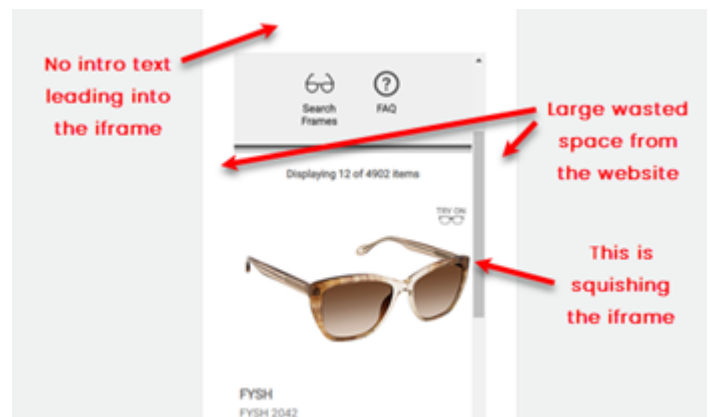 No intro text
leading into
the iframe
Large wasted
space from
the website
This is
squishing
the iframe
Search
Frames
?
FAQ
Displaying 12 of 4902 items
TRY ON
FYSH
FYSH 2042